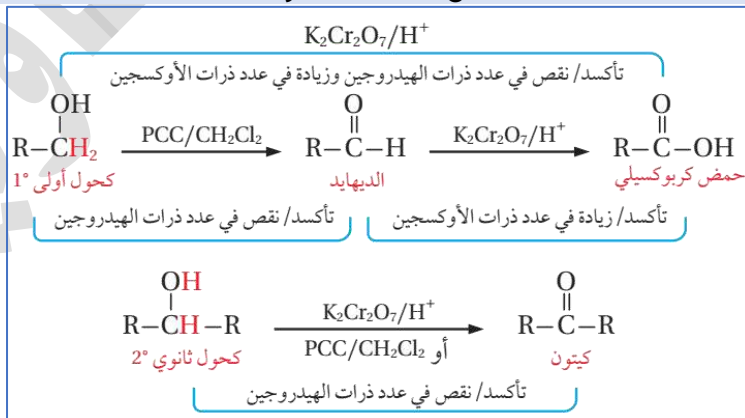 K₂Cr₂O₇/H⁺
تأكسد/ نقص في عدد ذرات الهيدروجين وزيادة في عدد ذرات الأوكسجين
OH O O
R–CH₂ PCC/CH₂Cl₂ R–C–H K₂Cr₂O₇/H⁺ R–C–OH
كحول أولى 1° الديهايد حمض كربوكسيلي
تأكسد/ نقص في عدد ذرات الهيدروجين تأكسد/ زيادة في عدد ذرات الأوكسجين
OH O
R–CH–R K₂Cr₂O₇/H⁺ R–C–R
أو PCC/CH₂Cl₂
كحول ثانوي 2° كيتون
تأكسد/ نقص في عدد ذرات الهيدروجين